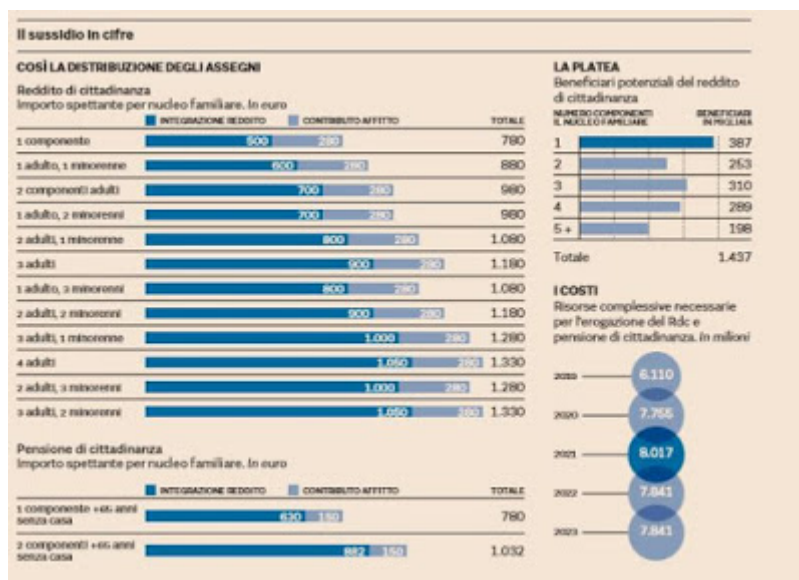 Il sussidio in cifre
COSÌ LA DISTRIBUZIONE DEGLI ASSEGNI
Reddito di cittadinanza
Importo spettante per nucleo familiare. In euro
INTEGRAZIONE REDDITO CONTRIBUTO AFFITTO TOTALE
1 componente 500 280 780
1 adulto, 1 minorenne 600 280 880
2 componenti adulti 700 280 980
1 adulto, 2 minorenni 700 280 980
2 adulti, 1 minorenne 800 280 1.080
3 adulti 900 280 1.180
1 adulto, 3 minorenni 800 280 1.080
2 adulti, 2 minorenni 900 280 1.180
3 adulti, 1 minorenne 1.000 280 1.280
4 adulti 1.050 280 1.330
2 adulti, 3 minorenni 1.000 280 1.280
3 adulti, 2 minorenni 1.050 280 1.330
Pensione di cittadinanza
Importo spettante per nucleo familiare. In euro
INTEGRAZIONE REDDITO CONTRIBUTO AFFITTO TOTALE
1 componente +65 anni
senza casa 630 150 780
2 componenti +65 anni
senza casa 882 150 1.032
LA PLATEA
Beneficiari potenziali del reddito
di cittadinanza
NUMERO COMPONENTI BENEFICIARI
IL NUCLEO FAMILIARE IN MIGLIAIA
1 387
2 253
3 310
4 289
5+ 198
Totale 1.437
I COSTI
Risorse complessive necessarie
per l'erogazione del Rdc e
pensione di cittadinanza. In milioni
2019 6.110
2020 7.755
2021 8.017
2022 7.841
2023 7.841